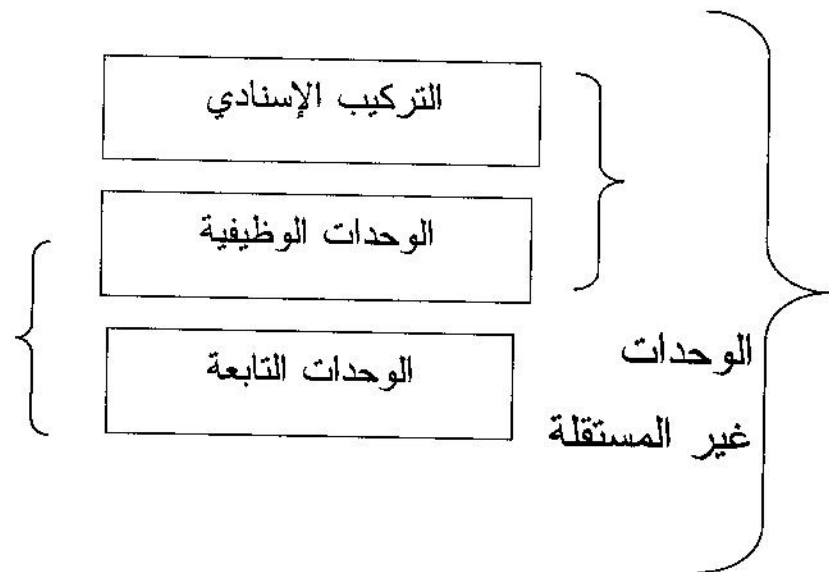 التركيب الإسنادي
الوحدات الوظيفية
الوحدات التابعة
الوحدات
غير المستقلة